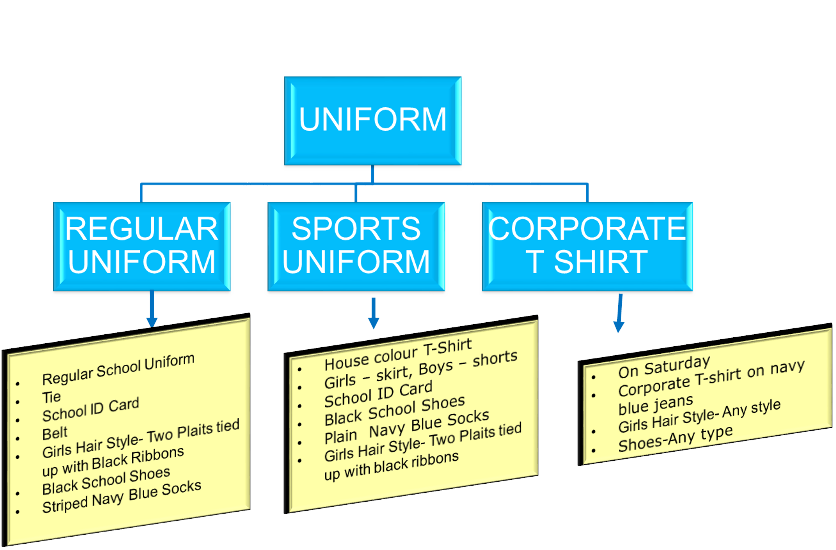 UNIFORM
REGULAR
UNIFORM
SPORTS
UNIFORM
CORPORATE
T SHIRT
• Regular School Uniform
• Tie
• School ID Card
• Belt
• Girls Hair Style- Two Plaits tied
up with Black Ribbons
• Black School Shoes
• Striped Navy Blue Socks
• House colour T-Shirt
• Girls – skirt, Boys – shorts
• School ID Card
• Black School Shoes
• Plain Navy Blue Socks
• Girls Hair Style- Two Plaits tied
up with black ribbons
• On Saturday
• Corporate T-shirt on navy
blue jeans
• Girls Hair Style- Any style
• Shoes-Any type